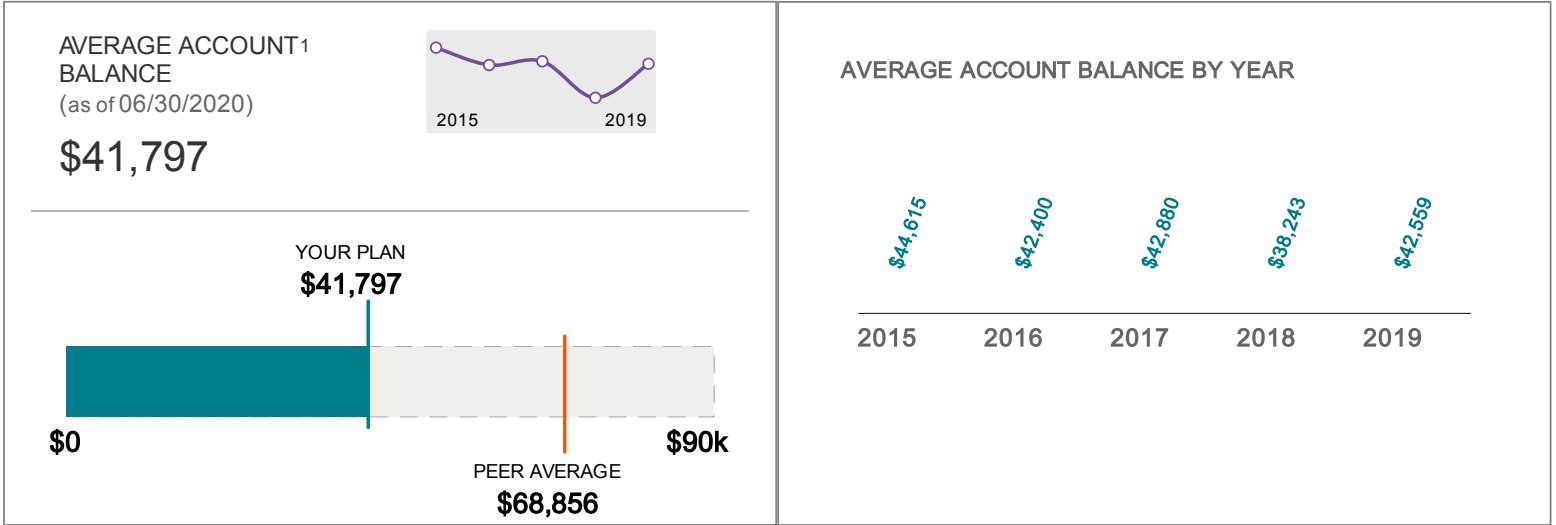 AVERAGE ACCOUNT1
BALANCE
(as of 06/30/2020)
$41,797
2015 2019
YOUR PLAN
$41,797
$0 $90k
PEER AVERAGE
$68,856
AVERAGE ACCOUNT BALANCE BY YEAR
$44,615 $42,400 $42,880 $38,243 $42,559
2015 2016 2017 2018 2019